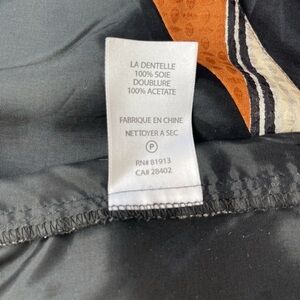 LA DENTELLE
100% SOIE
DOUBLURE
100% ACETATE
FABRIQUE EN CHINE
NETTOYER A SEC
P
RN# 81913
CA# 28402